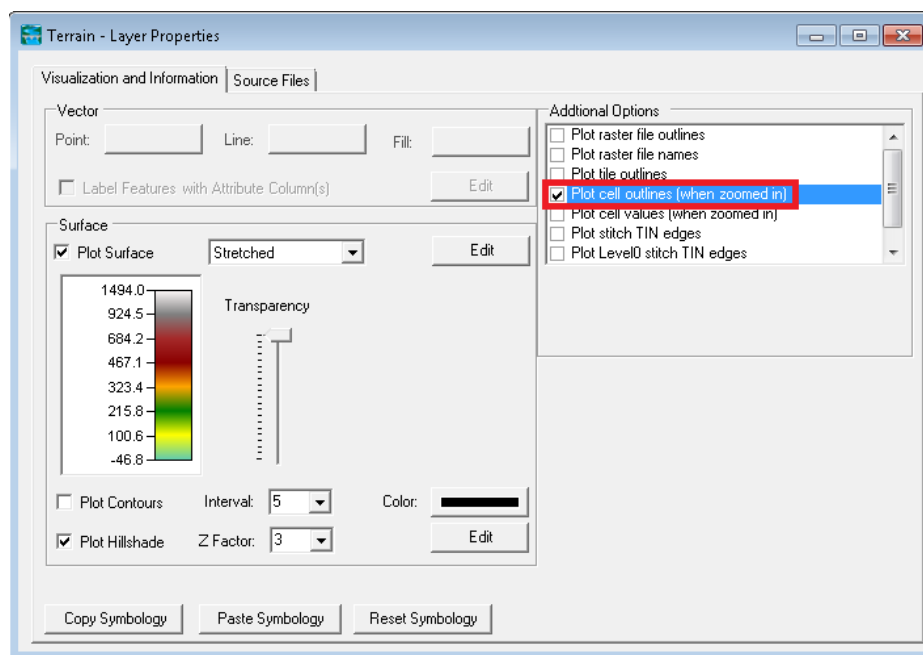 Terrain - Layer Properties
Visualization and Information
Source Files
Vector
Point:
Line:
Fill:
Label Features with Attribute Column(s)
Edit
Surface
Plot Surface
Stretched
Edit
1494.0
924.5
684.2
467.1
323.4
215.8
100.6
-46.8
Transparency
Plot Contours
Interval:
5
Color:
Plot Hillshade
Z Factor:
3
Edit
Addtional Options
Plot raster file outlines
Plot raster file names
Plot tile outlines
Plot cell outlines (when zoomed in)
Plot cell values (when zoomed in)
Plot stitch TIN edges
Plot Level0 stitch TIN edges
Copy Symbology
Paste Symbology
Reset Symbology